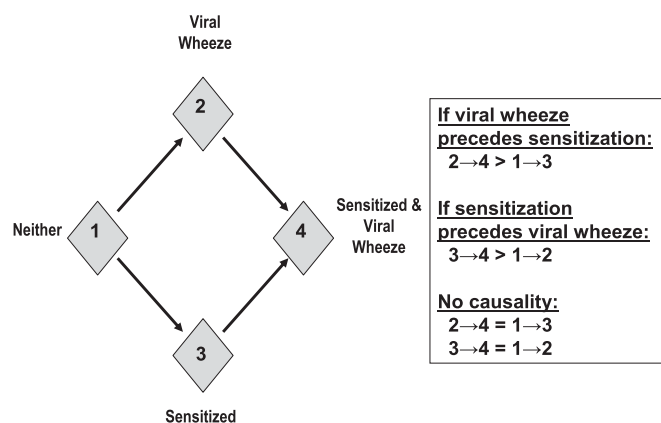 Viral
Wheeze
2
Neither
1
4
Sensitized &
Viral
Wheeze
3
Sensitized
If viral wheeze
precedes sensitization:
2→4 > 1→3
If sensitization
precedes viral wheeze:
3→4 > 1→2
No causality:
2→4 = 1→3
3→4 = 1→2